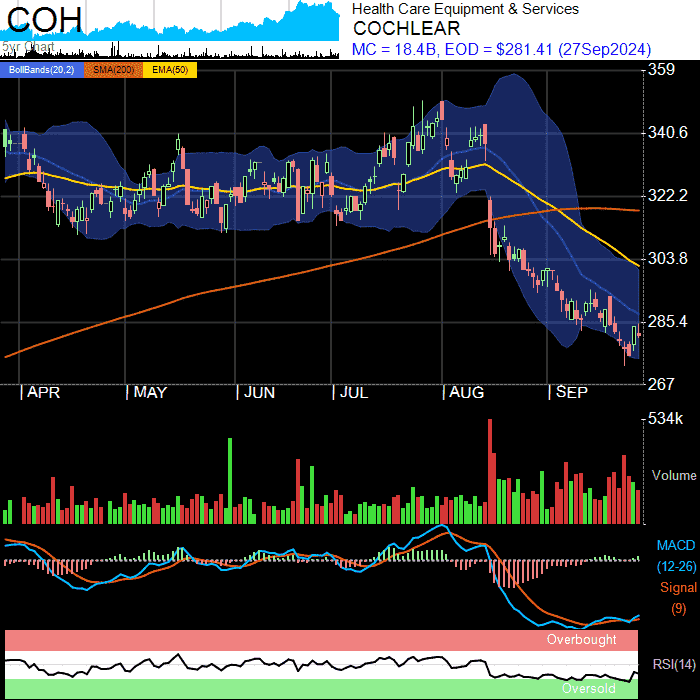 COH
5yr Chart
Health Care Equipment & Services
COCHLEAR
MC = 18.4B, EOD = $281.41 (27Sep2024)
BollBands(20,2) SMA(200) EMA(50)
359
340.6
322.2
303.8
285.4
267
APR MAY JUN JUL AUG SEP
534k
Volume
MACD
(12-26)
Signal
(9)
Overbought
RSI(14)
Oversold